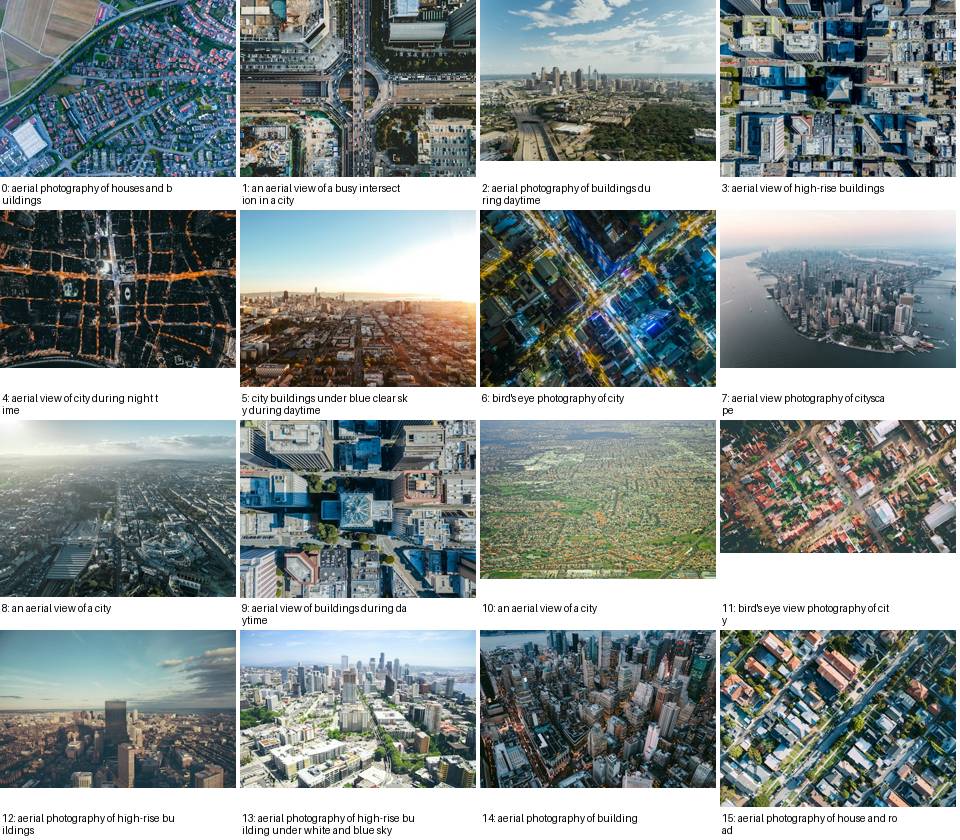 0: aerial photography of houses and b
uildings
1: an aerial view of a busy intersect
ion in a city
2: aerial photography of buildings du
ring daytime
3: aerial view of high-rise buildings
4: aerial view of city during night t
ime
5: city buildings under blue clear sk
y during daytime
6: bird's eye photography of city
7: aerial view photography of citysca
pe
8: an aerial view of a city
9: aerial view of buildings during da
ytime
10: an aerial view of a city
11: bird's eye view photography of cit
y
12: aerial photography of high-rise bu
ildings
13: aerial photography of high-rise bu
ilding under white and blue sky
14: aerial photography of building
15: aerial photography of house and ro
ad